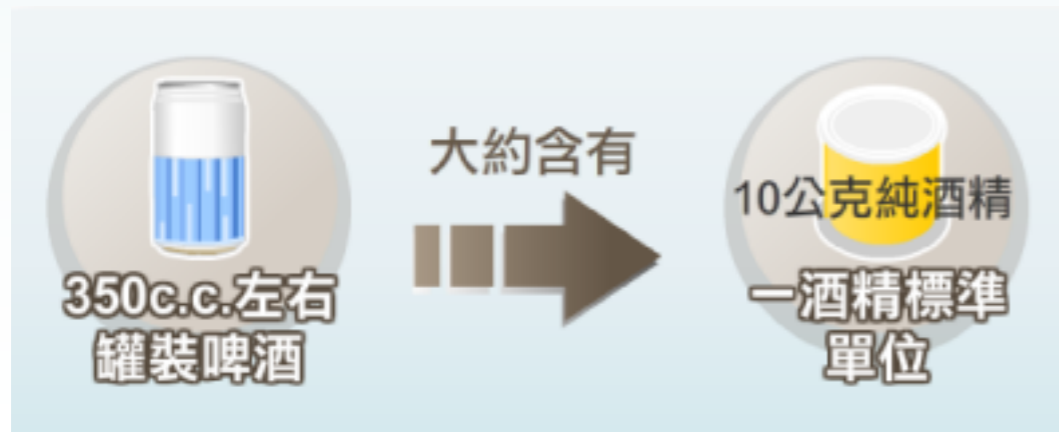 350c.c.左右
罐裝啤酒
大約含有
10公克純酒精
一酒精標準
單位